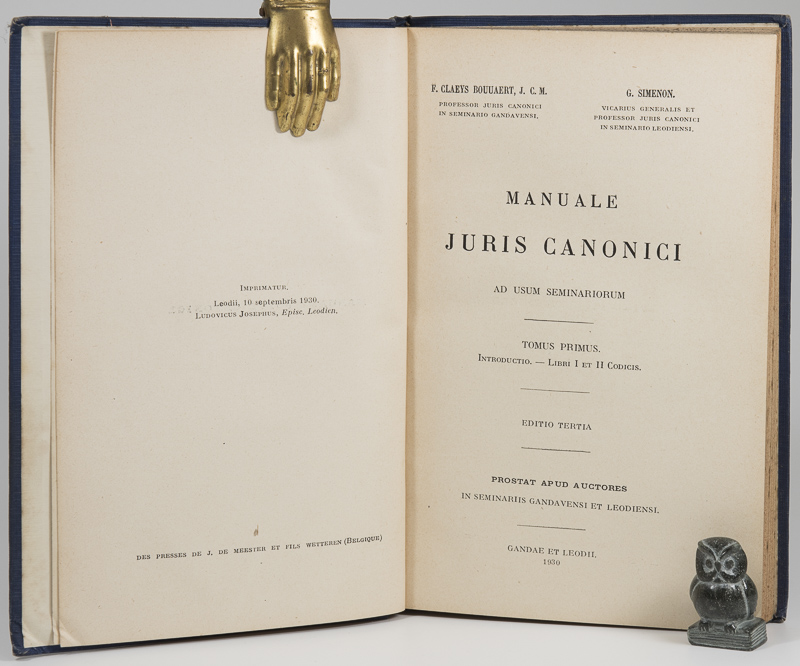 IMPRIMATUR.
Leodii, 10 septembris 1930.
LUDOVICUS JOSEPHUS, Episc. Leodien.
DES PRESSES DE J. DE MEESTER ET FILS WETTEREN (BELGIQUE)
F. CLAEYS BOUUAERT, J. C. M.
PROFESSOR JURIS CANONICI
IN SEMINARIO GANDAVENSI.
G. SIMENON.
VICARIUS GENERALIS ET
PROFESSOR JURIS CANONICI
IN SEMINARIO LEODIENSI.
MANUALE
JURIS CANONICI
AD USUM SEMINARIORUM
TOMUS PRIMUS.
INTRODUCTIO. — LIBRI I ET II CODICIS.
EDITIO TERTIA
PROSTAT APUD AUCTORES
IN SEMINARIIS GANDAVENSI ET LEODIENSI.
GANDAE ET LEODII.
1930